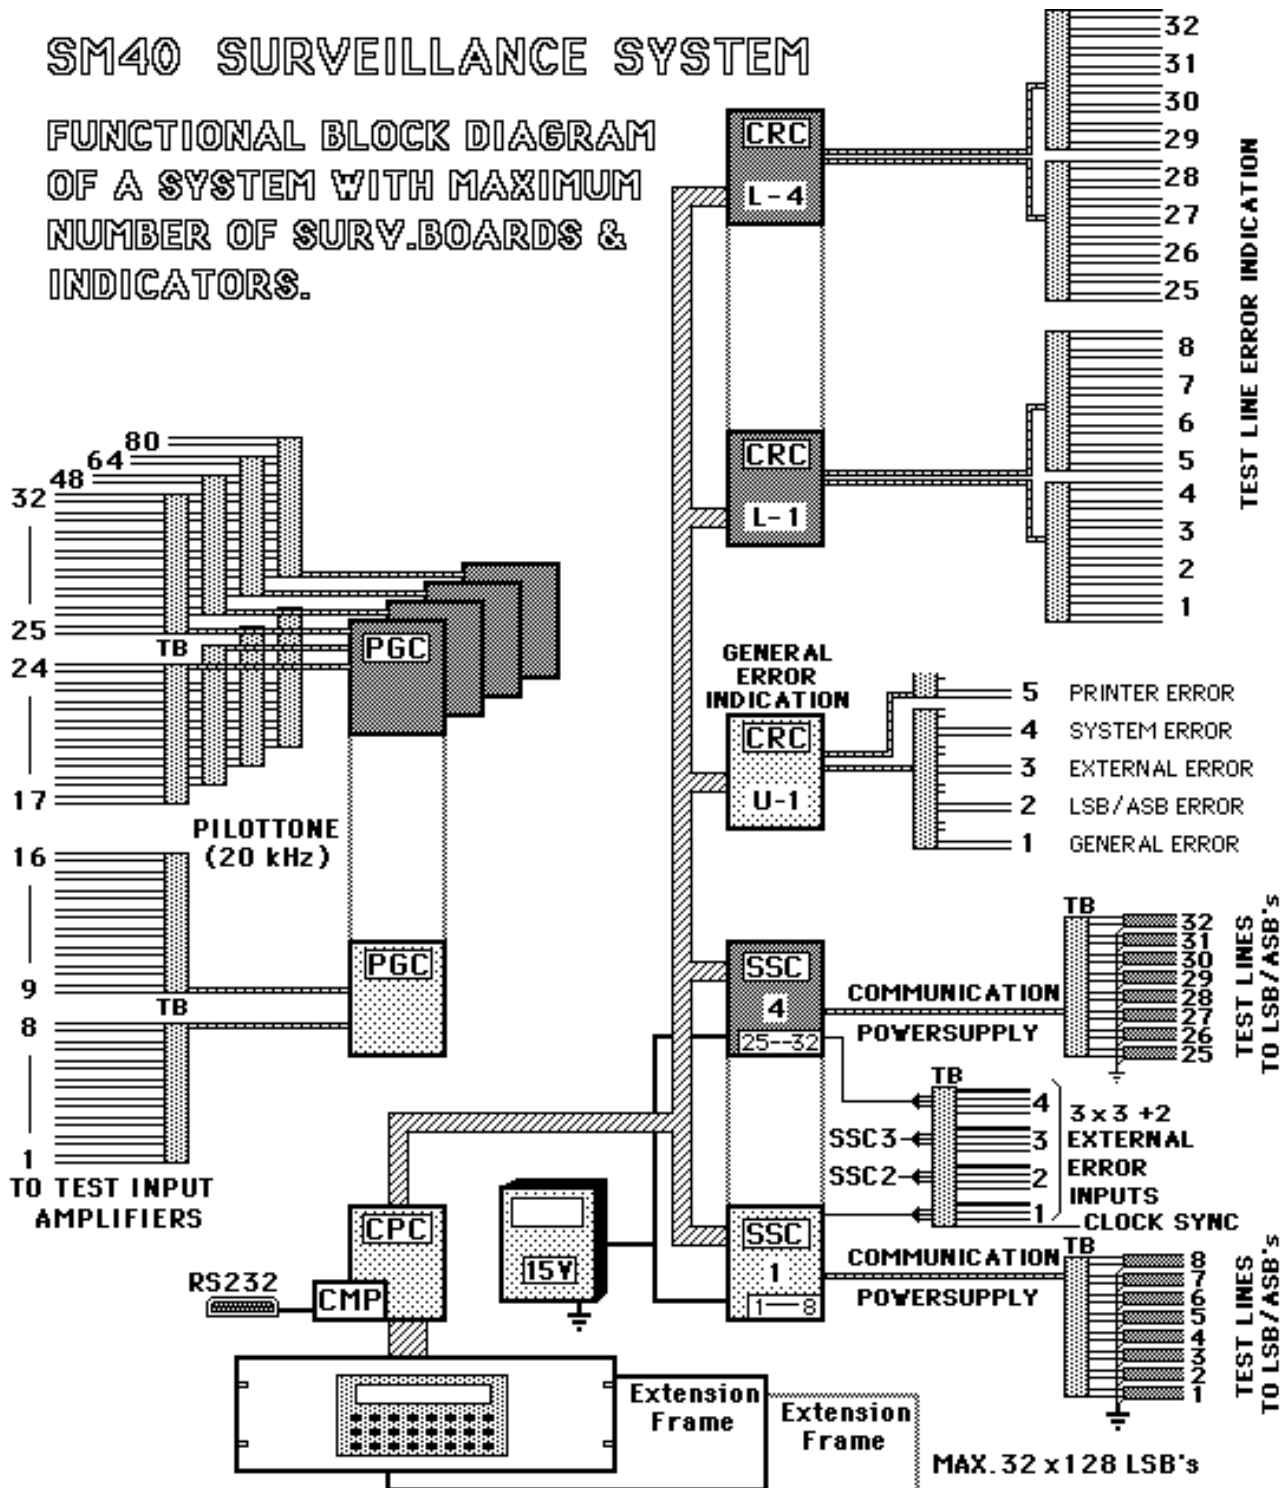 SM40 SURVEILLANCE SYSTEM
FUNCTIONAL BLOCK DIAGRAM
OF A SYSTEM WITH MAXIMUM
NUMBER OF SURV.BOARDS &
INDICATORS.
CRC
L-4
32
31
30
29
28
27
26
25
CRC
L-1
8
7
6
5
4
3
2
1
TEST LINE ERROR INDICATION
80
64
48
32
25
TB
24
17
PGC
PILOTTONE
(20 kHz)
16
9
TB
8
1
PGC
TO TEST INPUT
AMPLIFIERS
GENERAL
ERROR
INDICATION
CRC
U-1
5 PRINTER ERROR
4 SYSTEM ERROR
3 EXTERNAL ERROR
2 LSB/ASB ERROR
1 GENERAL ERROR
SSC
4
25--32
COMMUNICATION
POWERSUPPLY
TB
32
31
30
29
28
27
26
25
TEST LINES
TO LSB/ASB's
TB
4
3
2
1
SSC3
SSC2
3 x 3 +2
EXTERNAL
ERROR
INPUTS
CLOCK SYNC
SSC
1
1—8
COMMUNICATION
POWERSUPPLY
TB
8
7
6
5
4
3
2
1
TEST LINES
TO LSB/ASB's
CPC
CMP
RS232
15V
Extension
Frame
Extension
Frame
MAX. 32 x 128 LSB's